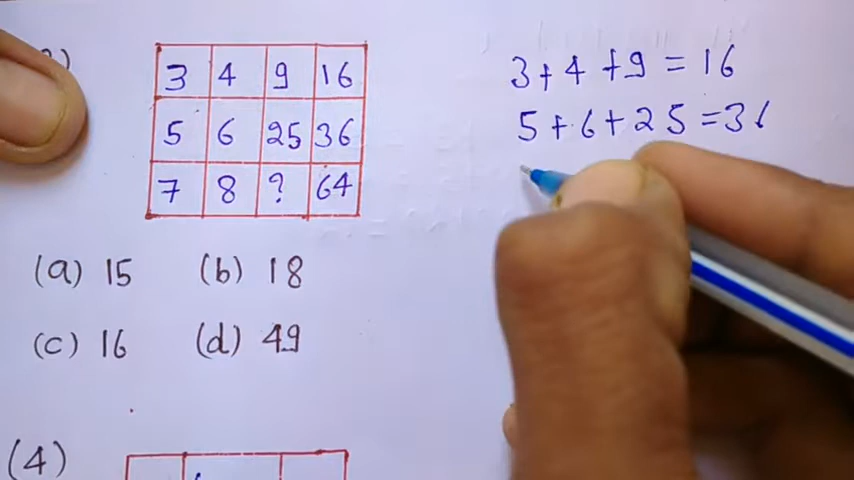 3 4 9 16
5 6 25 36
7 8 ? 64
3+4+9=16
5+6+25=36
(a) 15 (b) 18
(c) 16 (d) 49
(4)